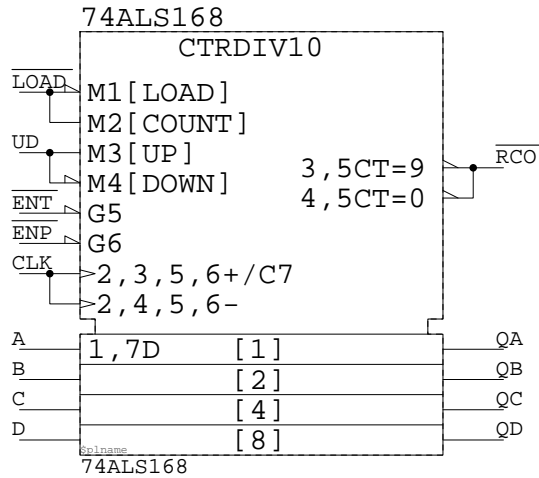 74ALS168
CTRDIV10
LOAD
M1[LOAD]
M2[COUNT]
UD
M3[UP]
3,5CT=9
RCO
M4[DOWN]
4,5CT=0
ENT
G5
ENP
G6
CLK
2,3,5,6+/C7
2,4,5,6-
A
1,7D
[1]
QA
B
[2]
QB
C
[4]
QC
D
[8]
QD
$plname
74ALS168